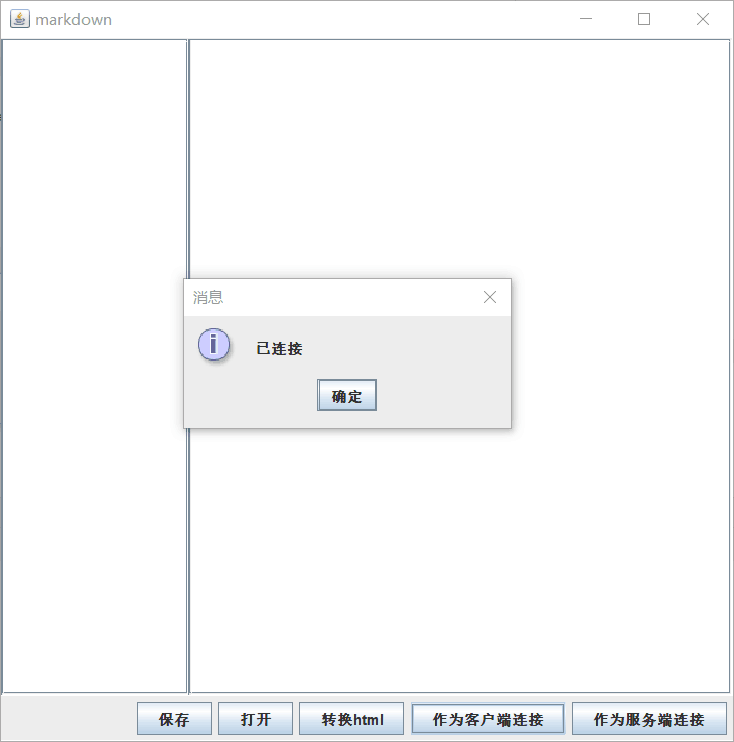 markdown
消息
已连接
确定
保存
打开
转换html
作为客户端连接
作为服务端连接